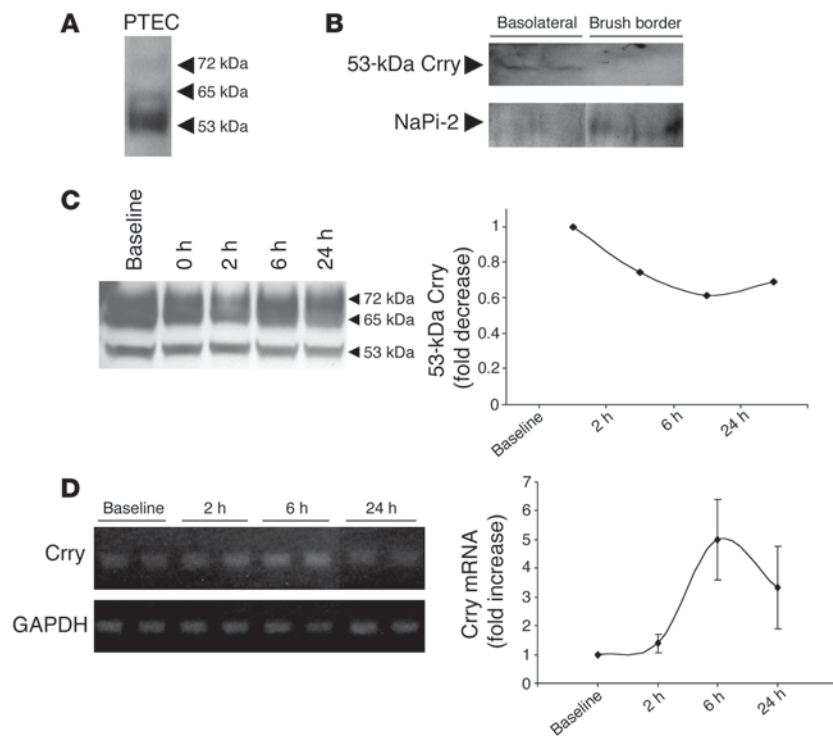 A
PTEC
72 kDa
65 kDa
53 kDa
B
Basolateral Brush border
53-kDa Crry
NaPi-2
C
Baseline
0 h
2 h
6 h
24 h
72 kDa
65 kDa
53 kDa
53-kDa Crry
(fold decrease)
1
0.8
0.6
0.4
0.2
0
Baseline
2 h
6 h
24 h
D
Baseline 2 h 6 h 24 h
Crry
GAPDH
Crry mRNA
(fold increase)
7
6
5
4
3
2
1
0
Baseline
2 h
6 h
24 h